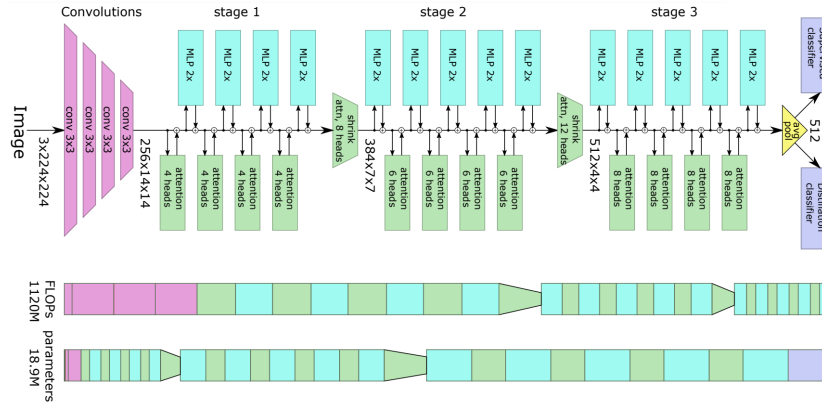 Convolutions
stage 1
stage 2
stage 3
Image
3x224x224
conv 3x3
conv 3x3
conv 3x3
conv 3x3
256x14x14
MLP 2x
MLP 2x
MLP 2x
MLP 2x
attention
4 heads
attention
4 heads
attention
4 heads
attention
4 heads
shrink
attn, 8 heads
384x7x7
MLP 2x
MLP 2x
MLP 2x
MLP 2x
MLP 2x
attention
6 heads
attention
6 heads
attention
6 heads
attention
6 heads
shrink
attn, 12 heads
512x4x4
MLP 2x
MLP 2x
MLP 2x
MLP 2x
MLP 2x
attention
8 heads
attention
8 heads
attention
8 heads
attention
8 heads
avg
pool
512
Supervised
classifier
Distillation
classifier
FLOPs
1120M
parameters
18.9M